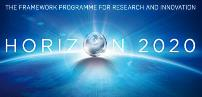 THE FRAMEWORK PROGRAMME FOR RESEARCH AND INNOVATION
HORIZON 2020